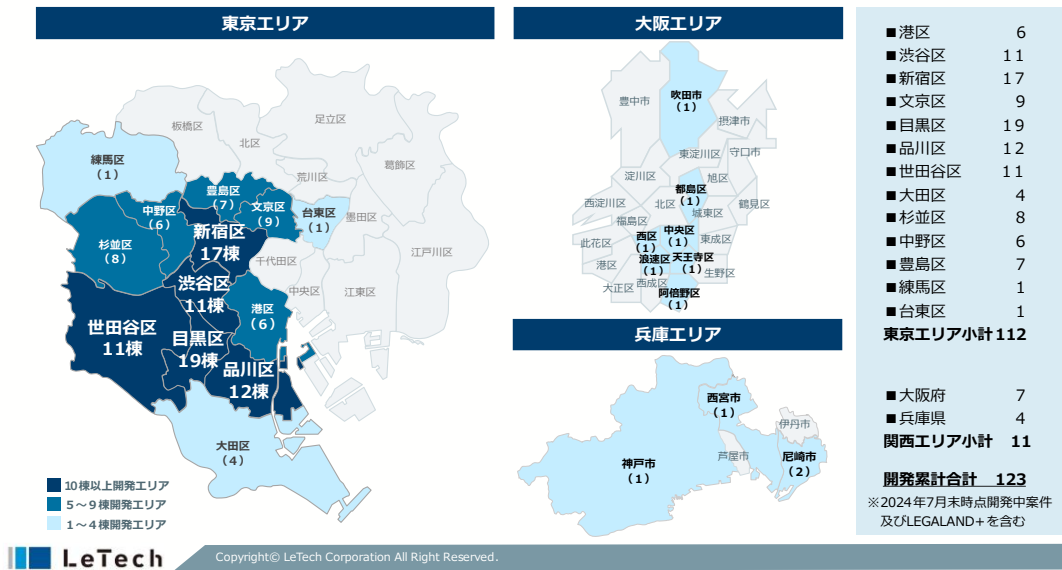 東京エリア
板橋区
足立区
北区
葛飾区
練馬区
(1)
荒川区
豊島区
(7)
中野区
(6)
文京区
(9)
台東区
(1)
墨田区
杉並区
(8)
新宿区
17棟
千代田区
江戸川区
渋谷区
11棟
中央区
江東区
港区
(6)
世田谷区
11棟
目黒区
19棟
品川区
12棟
大田区
(4)
10棟以上開発エリア
5～9棟開発エリア
1～4棟開発エリア
大阪エリア
豊中市
吹田市
(1)
摂津市
東淀川区
守口市
淀川区
旭区
都島区
(1)
西淀川区
北区
城東区
鶴見区
福島区
此花区
西区
(1)
中央区
(1)
東成区
港区
浪速区
(1)
天王寺区
(1)
生野区
大正区
西成区
阿倍野区
(1)
兵庫エリア
西宮市
(1)
伊丹市
芦屋市
神戸市
(1)
尼崎市
(2)
■港区 6
■渋谷区 11
■新宿区 17
■文京区 9
■目黒区 19
■品川区 12
■世田谷区 11
■大田区 4
■杉並区 8
■中野区 6
■豊島区 7
■練馬区 1
■台東区 1
東京エリア小計 112
■大阪府 7
■兵庫県 4
関西エリア小計 11
開発累計合計 123
※2024年7月末時点開発中案件
及びLEGALAND+を含む
LeTech
Copyright© LeTech Corporation All Right Reserved.